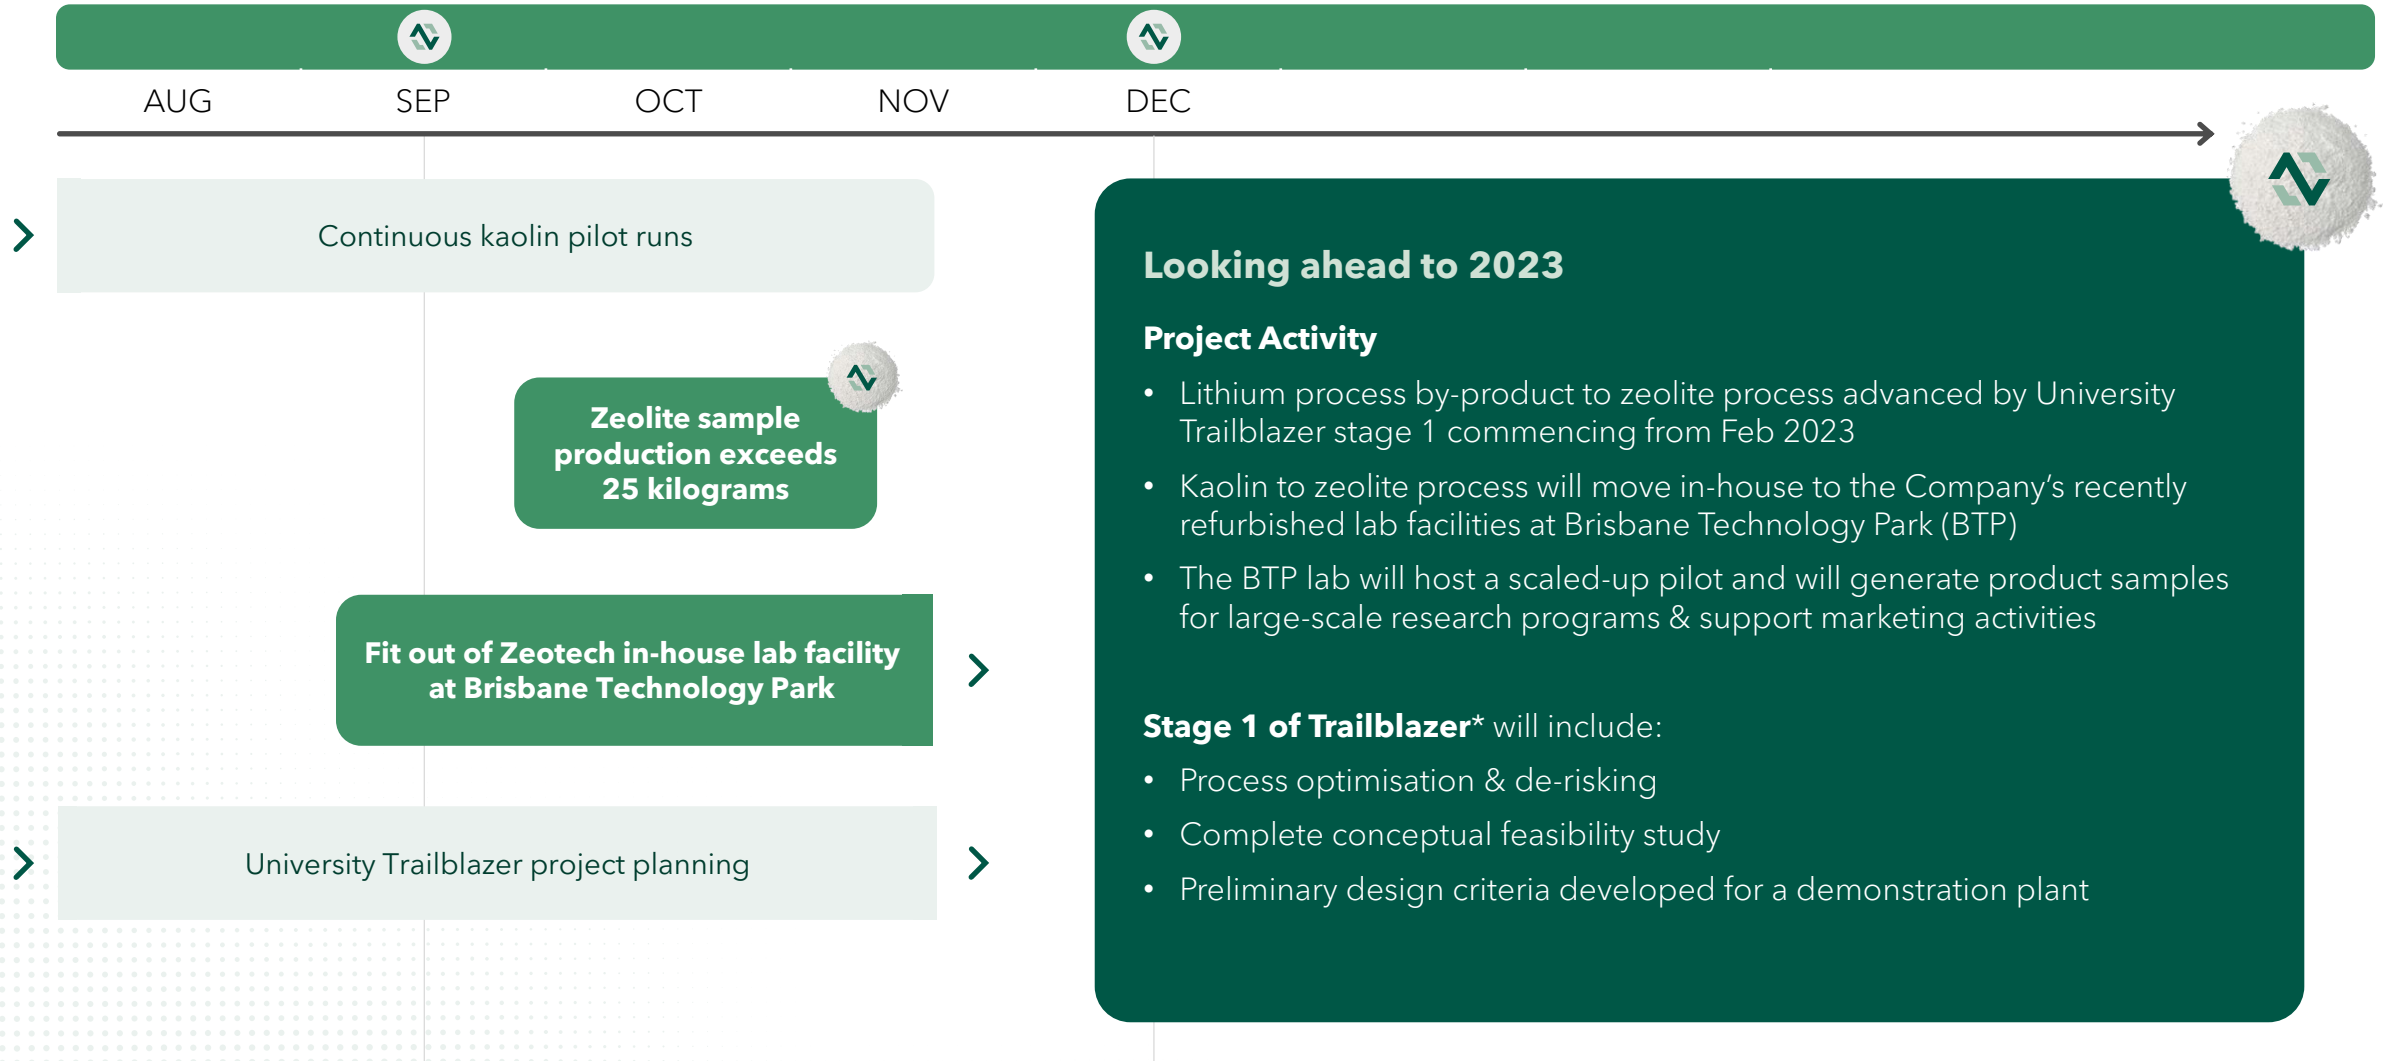 AUG SEP OCT NOV DEC
Continuous kaolin pilot runs
Zeolite sample
production exceeds
25 kilograms
Fit out of Zeotech in-house lab facility
at Brisbane Technology Park
University Trailblazer project planning
Looking ahead to 2023
Project Activity
• Lithium process by-product to zeolite process advanced by University
Trailblazer stage 1 commencing from Feb 2023
• Kaolin to zeolite process will move in-house to the Company’s recently
refurbished lab facilities at Brisbane Technology Park (BTP)
• The BTP lab will host a scaled-up pilot and will generate product samples
for large-scale research programs & support marketing activities
Stage 1 of Trailblazer* will include:
• Process optimisation & de-risking
• Complete conceptual feasibility study
• Preliminary design criteria developed for a demonstration plant